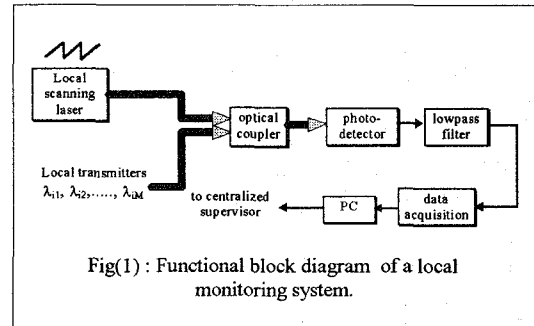 Local
scanning
laser
optical
coupler
photo-
detector
lowpass
filter
Local transmitters
λi1, λi2,....., λiM
to centralized
supervisor
PC
data
acquisition
Fig(1) : Functional block diagram of a local
monitoring system.